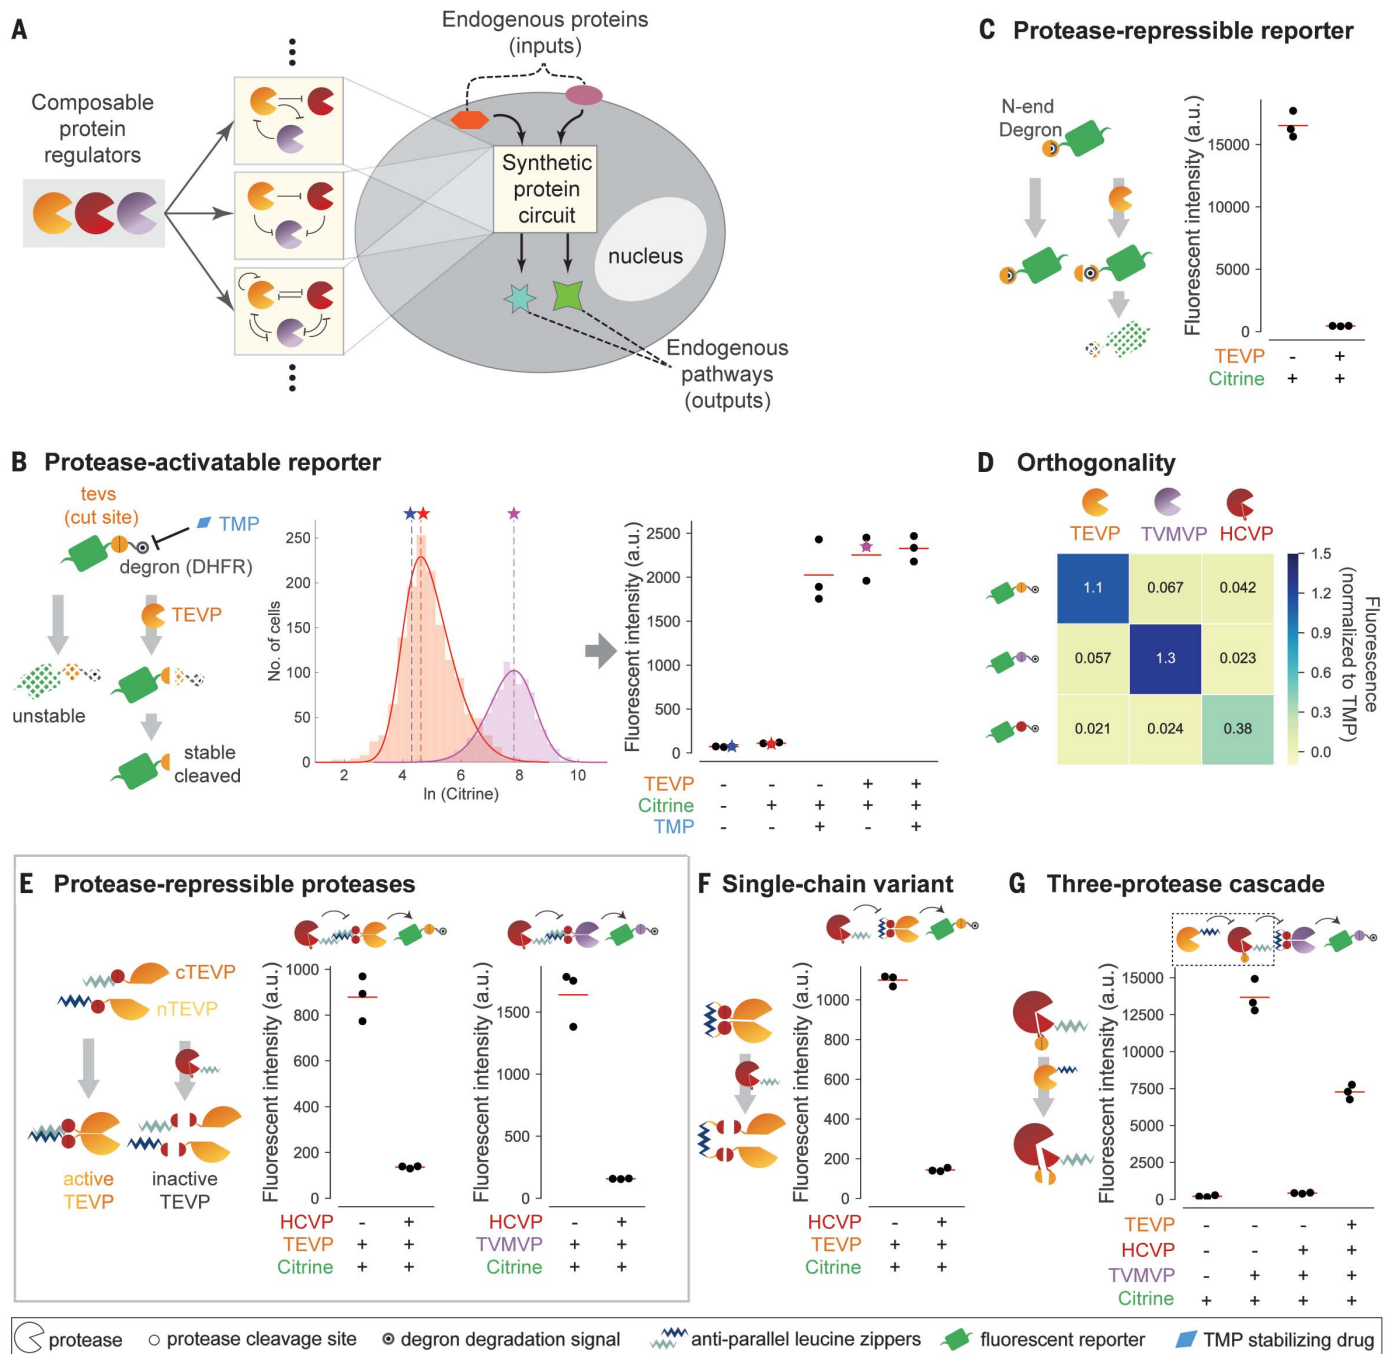 A
Composable
protein
regulators
Endogenous proteins
(inputs)
Synthetic
protein
circuit
nucleus
Endogenous
pathways
(outputs)
C Protease-repressible reporter
N-end
Degron
Fluorescent intensity (a.u.)
15000
10000
5000
0
TEVP - +
Citrine + +
B Protease-activatable reporter
tevs
(cut site)
TMP
degron (DHFR)
TEVP
unstable
stable
cleaved
No. of cells
250
200
150
100
50
0
2 4 6 8 10
ln (Citrine)
Fluorescent intensity (a.u.)
2500
2000
1500
1000
500
0
TEVP - - - + +
Citrine - + + + +
TMP - - + - +
D Orthogonality
TEVP TVMVP HCVP
1.1 0.067 0.042
0.057 1.3 0.023
0.021 0.024 0.38
1.5
1.2
0.9
0.6
0.3
0.0
Fluorescence
(normalized to TMP)
E Protease-repressible proteases
cTEVP
nTEVP
active
TEVP
inactive
TEVP
Fluorescent intensity (a.u.)
1000
800
600
400
200
0
HCVP - +
TEVP + +
Citrine + +
Fluorescent intensity (a.u.)
1500
1000
500
0
HCVP - +
TVMVP + +
Citrine + +
F Single-chain variant
Fluorescent intensity (a.u.)
1000
800
600
400
200
0
HCVP - +
TEVP + +
Citrine + +
G Three-protease cascade
Fluorescent intensity (a.u.)
15000
12500
10000
7500
5000
2500
0
TEVP - - - +
HCVP - - + +
TVMVP - + + +
Citrine + + + +
protease protease cleavage site degron degradation signal anti-parallel leucine zippers fluorescent reporter TMP stabilizing drug